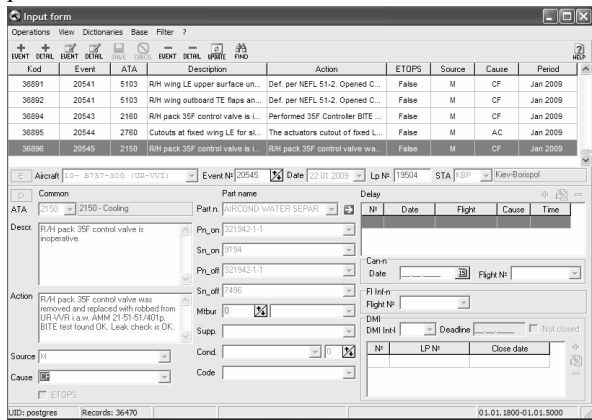 Input form
Operations View Dictionaries Base Filter ?
EVENT DETAIL EVENT DETAIL SAVE CANCEL EVENT DETAIL UPDATE FIND HELP
Kod Event ATA Description Action ETOPS Source Cause Period
36891 20541 5103 R/H wing LE upper surface un... Def. per NEFL 51-2. Opened C... False M CF Jan 2009
36892 20541 5103 R/H wing outboard TE flaps an... Def. per NEFL 51-2. Opened C... False M CF Jan 2009
36894 20543 2160 R/H pack 35F control valve is i... Performed 35F Controller BITE ... False M CF Jan 2009
36895 20544 2760 Cutouts at fixed wing LE for sl... The actuators cutout of fixed L... False M AC Jan 2009
36896 20545 2150 R/H pack 35F control valve is i... R/H pack 35F control valve wa... False M CF Jan 2009
E Aircraft 10- B737-300 (UR-VVI) Event № 20545 Date 22.01.2009 Lp № 19504 STA KBP Kiev-Borispol
D Common Part name Delay
ATA 2150 2150 - Cooling Part n. AIRCOND WATER SEPAR
№ Date Flight Cause Time
Descr. R/H pack 35F control valve is
inoperative.
Pn_on 321942-1-1
Sn_on 9194
Pn_off 321942-1-1
Sn_off 7496
Can-n
Date __.__.____ 15 Flight №
Action R/H pack 35F control valve was
removed and replaced with robbed from
UR-VVR i.a.w. AMM 21-51-51/401p.
BITE test found OK. Leak check is OK.
Mtbur 0
Supp.
Cond. 0
Code
Fl Inf-n
Flight №
DMI
DMI Int-l Deadline __.__.____ Not closed
№ LP № Close date
Source M
Cause CF
ETOPS
UID: postgres Records: 36470 01.01.1800-01.01.5000